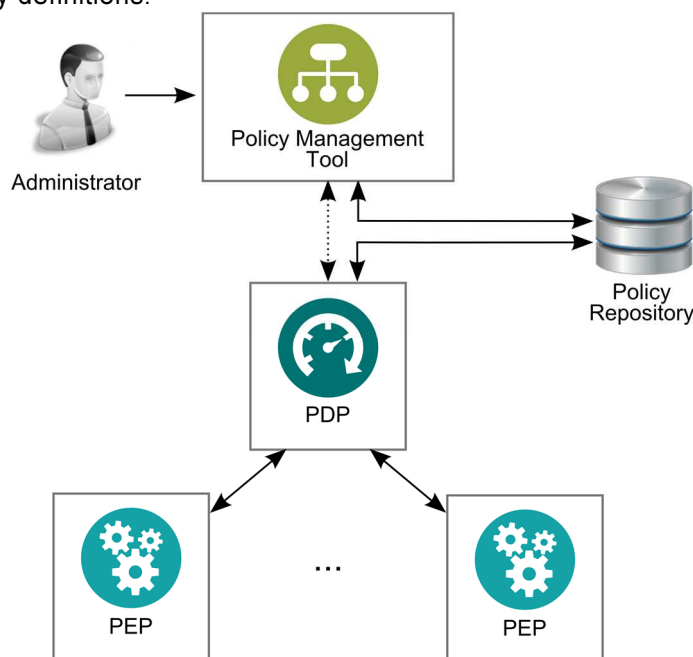 y definitions.
Policy Management
Tool
Administrator
Policy
Repository
PDP
...
PEP
PEP